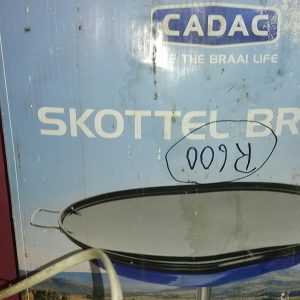 CADAC
THE BRAAI LIFE
SKOTTEL BR
R600